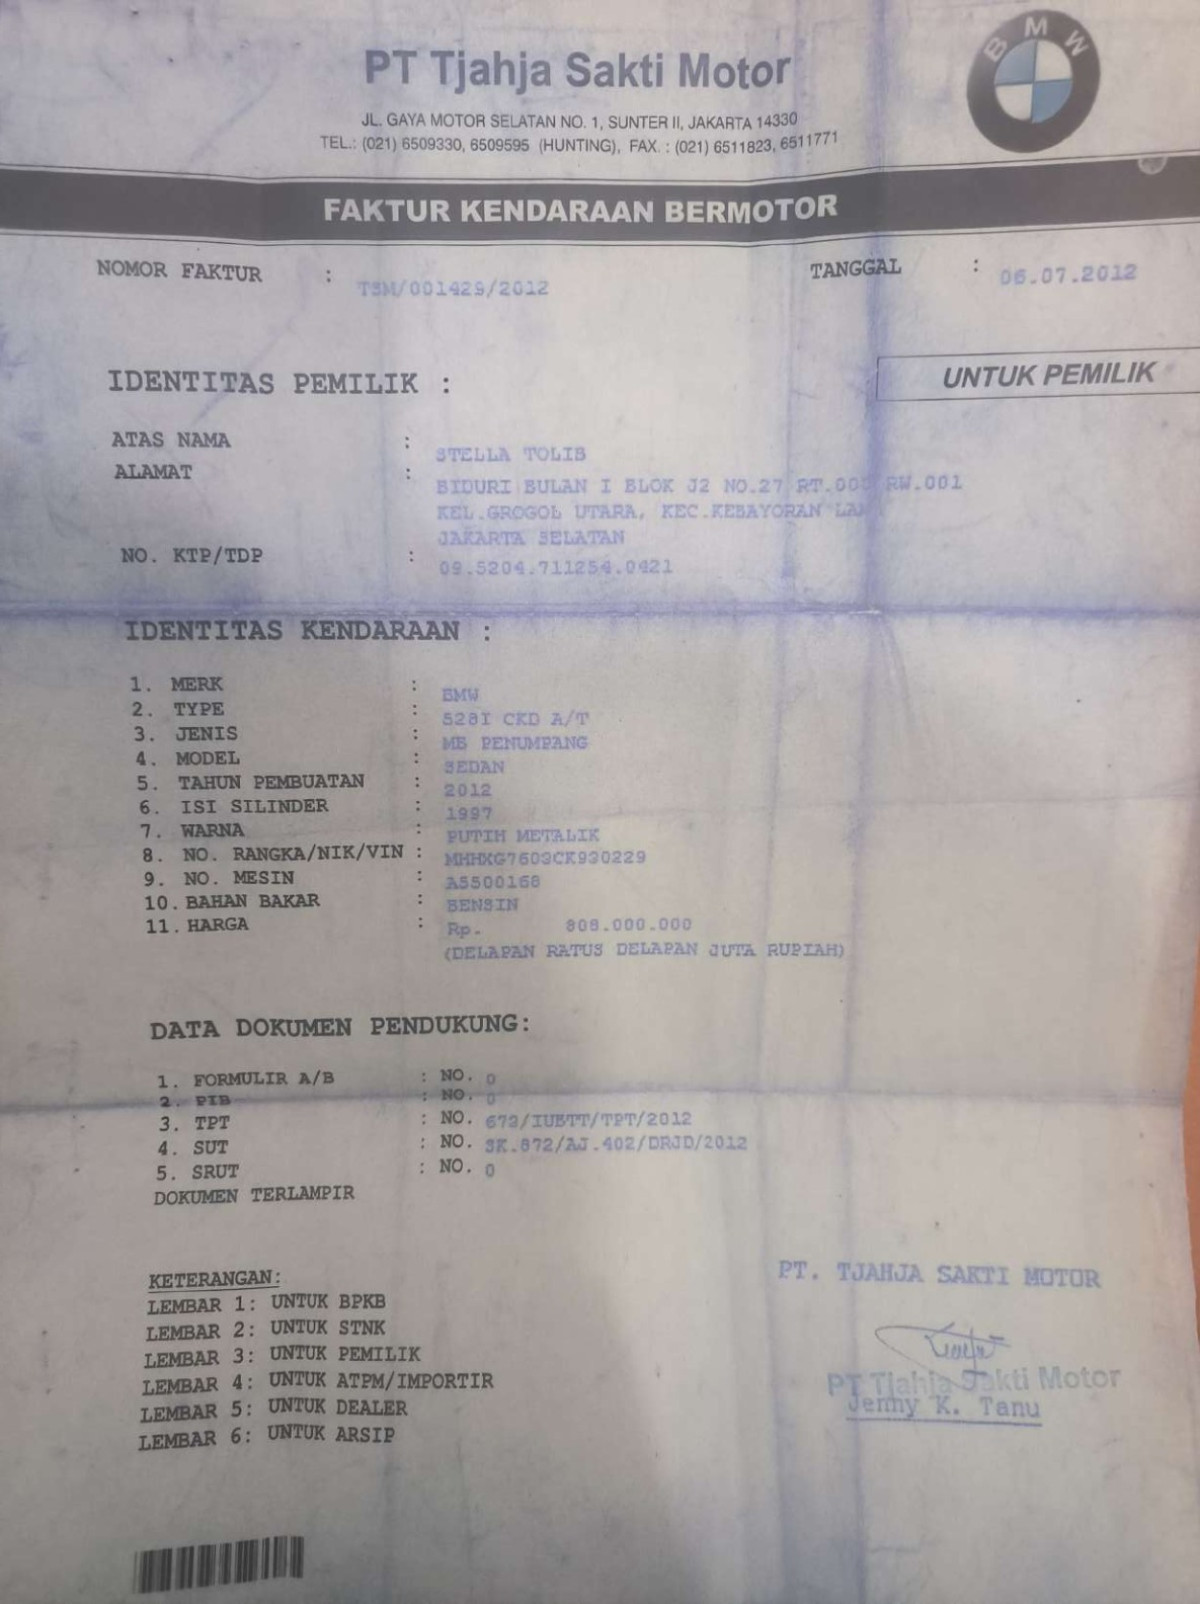 PT Tjahja Sakti Motor
BMW
JL. GAYA MOTOR SELATAN NO. 1, SUNTER II, JAKARTA 14330
TEL.: (021) 6509330, 6509595 (HUNTING), FAX. : (021) 6511823, 6511771
FAKTUR KENDARAAN BERMOTOR
NOMOR FAKTUR : TSM/001429/2012 TANGGAL : 06.07.2012
IDENTITAS PEMILIK : UNTUK PEMILIK
ATAS NAMA : STELLA TOLIS
ALAMAT : BIDURI BULAN I BLOK J2 NO.27 RT. RW.001
KEL.GROGOL UTARA, KEC.KEBAYORAN
JAKARTA SELATAN
NO. KTP/TDP : 09.5204.711254.0421
IDENTITAS KENDARAAN :
1. MERK : BMW
2. TYPE : 528I CKD A/T
3. JENIS : MB PENUMPANG
4. MODEL : SEDAN
5. TAHUN PEMBUATAN : 2012
6. ISI SILINDER : 1997
7. WARNA : PUTIH METALIK
8. NO. RANGKA/NIK/VIN : MHHXG7603CK930229
9. NO. MESIN : A5500168
10. BAHAN BAKAR : BENSIN
11. HARGA : Rp. 808.000.000
(DELAPAN RATUS DELAPAN JUTA RUPIAH)
DATA DOKUMEN PENDUKUNG:
1. FORMULIR A/B : NO. 0
2. PIB : NO. 0
3. TPT : NO. 672/IUBTT/TPT/2012
4. SUT : NO. SK.872/AJ.402/DRJD/2012
5. SRUT : NO. 0
DOKUMEN TERLAMPIR
KETERANGAN:
LEMBAR 1: UNTUK BPKB
LEMBAR 2: UNTUK STNK
LEMBAR 3: UNTUK PEMILIK
LEMBAR 4: UNTUK ATPM/IMPORTIR
LEMBAR 5: UNTUK DEALER
LEMBAR 6: UNTUK ARSIP
PT. TJAHJA SAKTI MOTOR
PT Tjahja Sakti Motor
Jenny K. Tanu